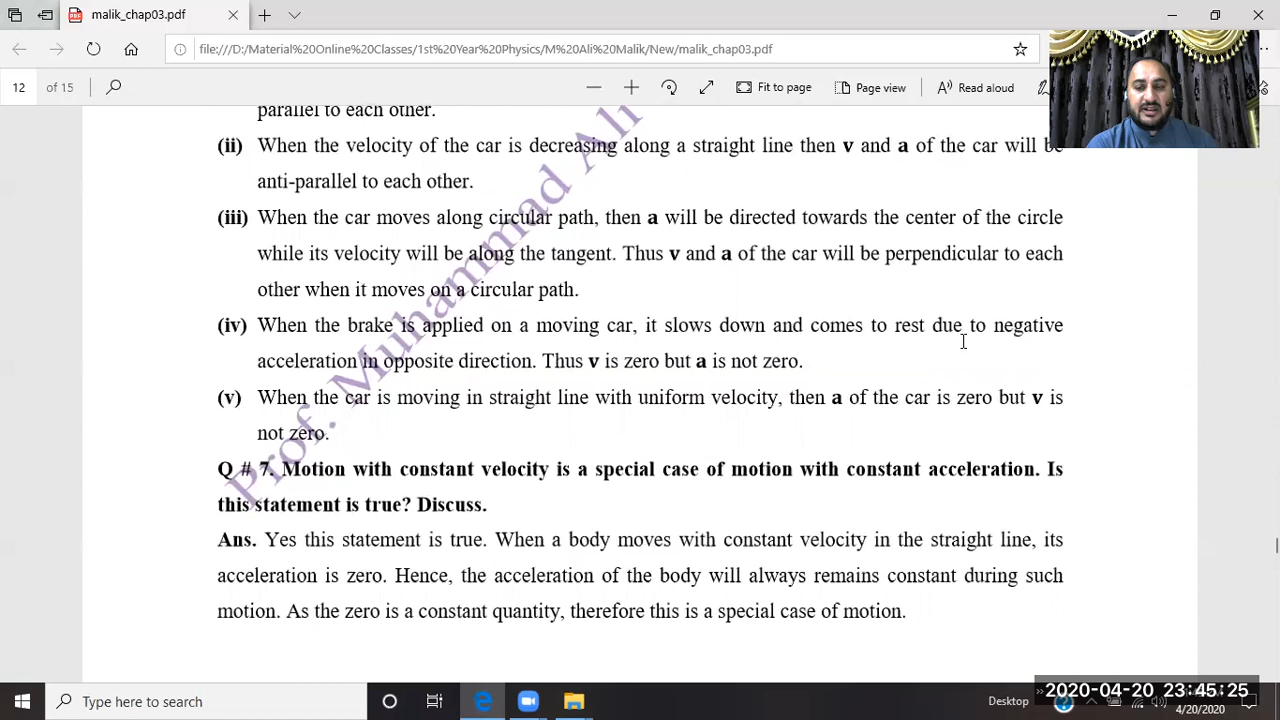 malik_chap03.pdf
file:///D:/Material%20Online%20Classes/1st%20Year%20Physics/M%20Ali%20Malik/New/malik_chap03.pdf
12 of 15
Fit to page
Page view
Read aloud
parallel to each other.
(ii) When the velocity of the car is decreasing along a straight line then v and a of the car will be
anti-parallel to each other.
(iii) When the car moves along circular path, then a will be directed towards the center of the circle
while its velocity will be along the tangent. Thus v and a of the car will be perpendicular to each
other when it moves on a circular path.
(iv) When the brake is applied on a moving car, it slows down and comes to rest due to negative
acceleration in opposite direction. Thus v is zero but a is not zero.
(v) When the car is moving in straight line with uniform velocity, then a of the car is zero but v is
not zero.
Q # 7. Motion with constant velocity is a special case of motion with constant acceleration. Is
this statement is true? Discuss.
Ans. Yes this statement is true. When a body moves with constant velocity in the straight line, its
acceleration is zero. Hence, the acceleration of the body will always remains constant during such
motion. As the zero is a constant quantity, therefore this is a special case of motion.
Prof. Muhammad Ali
Type here to search
Desktop
2020-04-20 23:45:25
4/20/2020